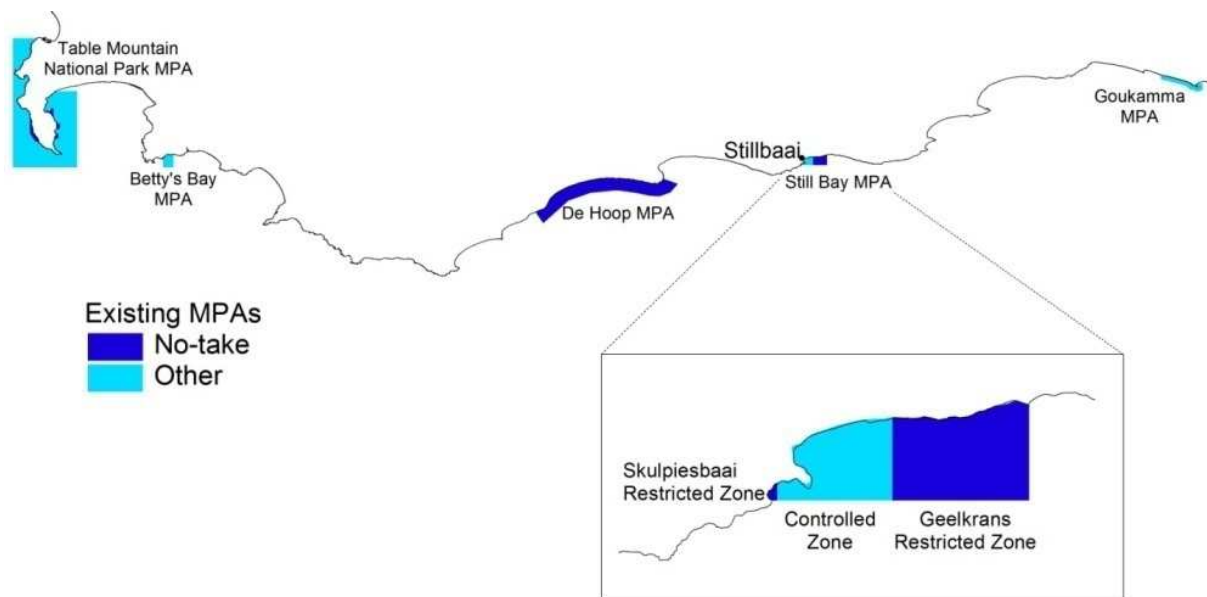 Table Mountain
National Park MPA
Betty's Bay
MPA
De Hoop MPA
Stillbaai
Still Bay MPA
Goukamma
MPA
Existing MPAs
No-take
Other
Skulpiesbaai
Restricted Zone
Controlled
Zone
Geelkrans
Restricted Zone